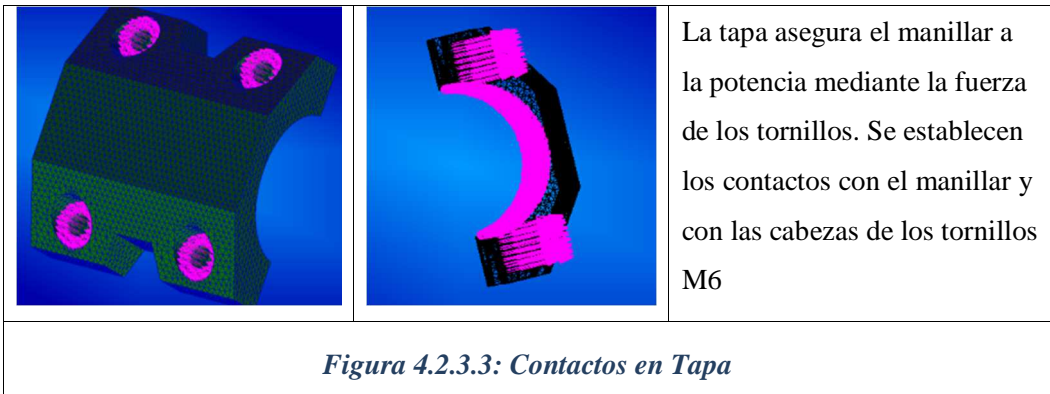 La tapa asegura el manillar a
la potencia mediante la fuerza
de los tornillos. Se establecen
los contactos con el manillar y
con las cabezas de los tornillos
M6
Figura 4.2.3.3: Contactos en Tapa